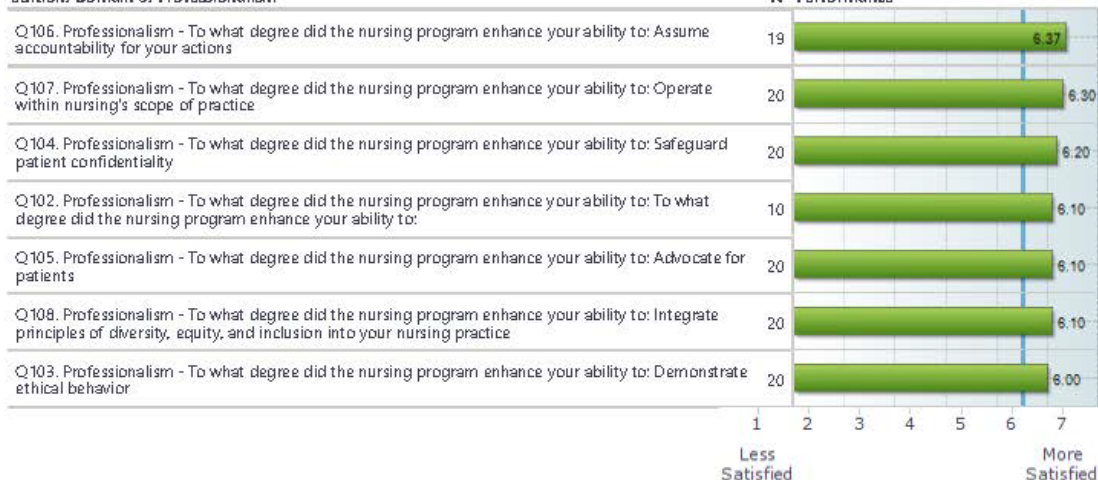 Q106. Professionalism - To what degree did the nursing program enhance your ability to: Assume
accountability for your actions
19
6.37
Q107. Professionalism - To what degree did the nursing program enhance your ability to: Operate
within nursing's scope of practice
20
6.30
Q104. Professionalism - To what degree did the nursing program enhance your ability to: Safeguard
patient confidentiality
20
6.20
Q102. Professionalism - To what degree did the nursing program enhance your ability to: To what
degree did the nursing program enhance your ability to:
10
6.10
Q105. Professionalism - To what degree did the nursing program enhance your ability to: Advocate for
patients
20
6.10
Q108. Professionalism - To what degree did the nursing program enhance your ability to: Integrate
principles of diversity, equity, and inclusion into your nursing practice
20
6.10
Q103. Professionalism - To what degree did the nursing program enhance your ability to: Demonstrate
ethical behavior
20
6.00
1 2 3 4 5 6 7
Less Satisfied
More Satisfied